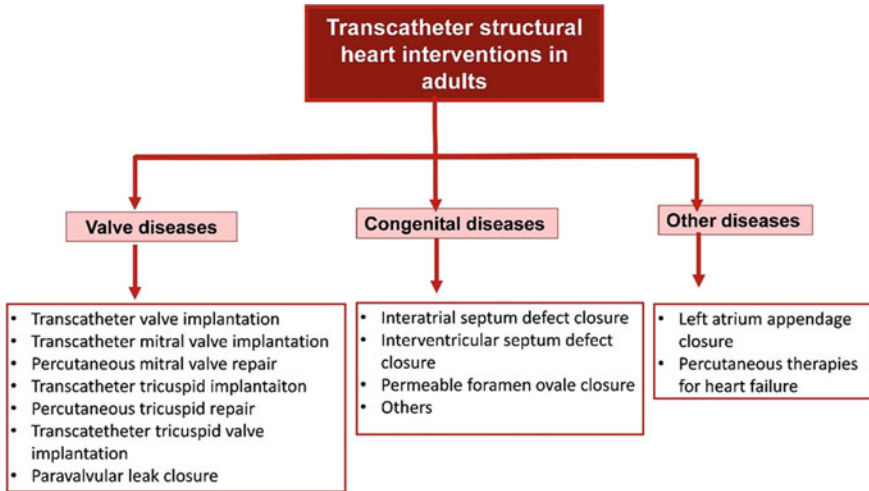 Transcatheter structural
heart interventions in
adults
Valve diseases
Congenital diseases
Other diseases
• Transcatheter valve implantation
• Transcatheter mitral valve implantation
• Percutaneous mitral valve repair
• Transcatheter tricuspid implantaiton
• Percutaneous tricuspid repair
• Transcatetheter tricuspid valve
implantation
• Paravalvular leak closure
• Interatrial septum defect closure
• Interventricular septum defect
closure
• Permeable foramen ovale closure
• Others
• Left atrium appendage
closure
• Percutaneous therapies
for heart failure